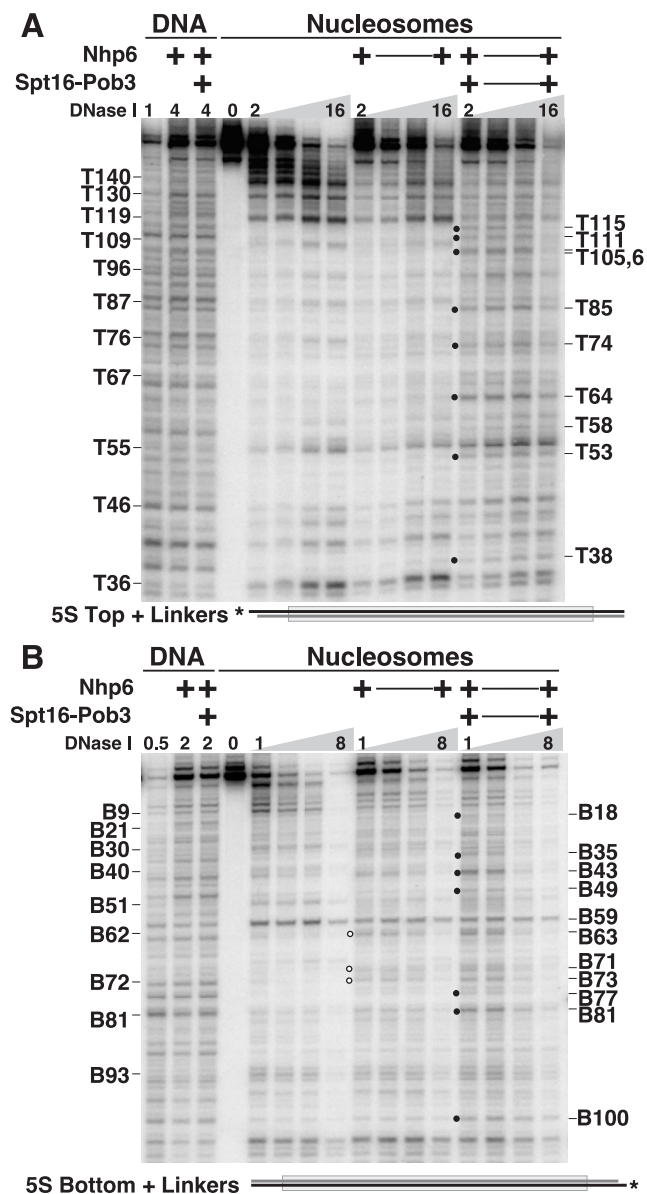 A
DNA Nucleosomes
Nhp6 + + + +
Spt16-Pob3 + + +
DNase I 1 4 4 0 2 16 2 16 2 16
T140
T130
T119
T109
T96
T87
T76
T67
T55
T46
T36
T115
T111
T105,6
T85
T74
T64
T58
T53
T38
5S Top + Linkers *
B
DNA Nucleosomes
Nhp6 + + + + + +
Spt16-Pob3 + + +
DNase I 0.5 2 2 0 1 8 1 8 1 8
B9
B21
B30
B40
B51
B62
B72
B81
B93
B18
B35
B43
B49
B59
B63
B71
B73
B77
B81
B100
5S Bottom + Linkers *